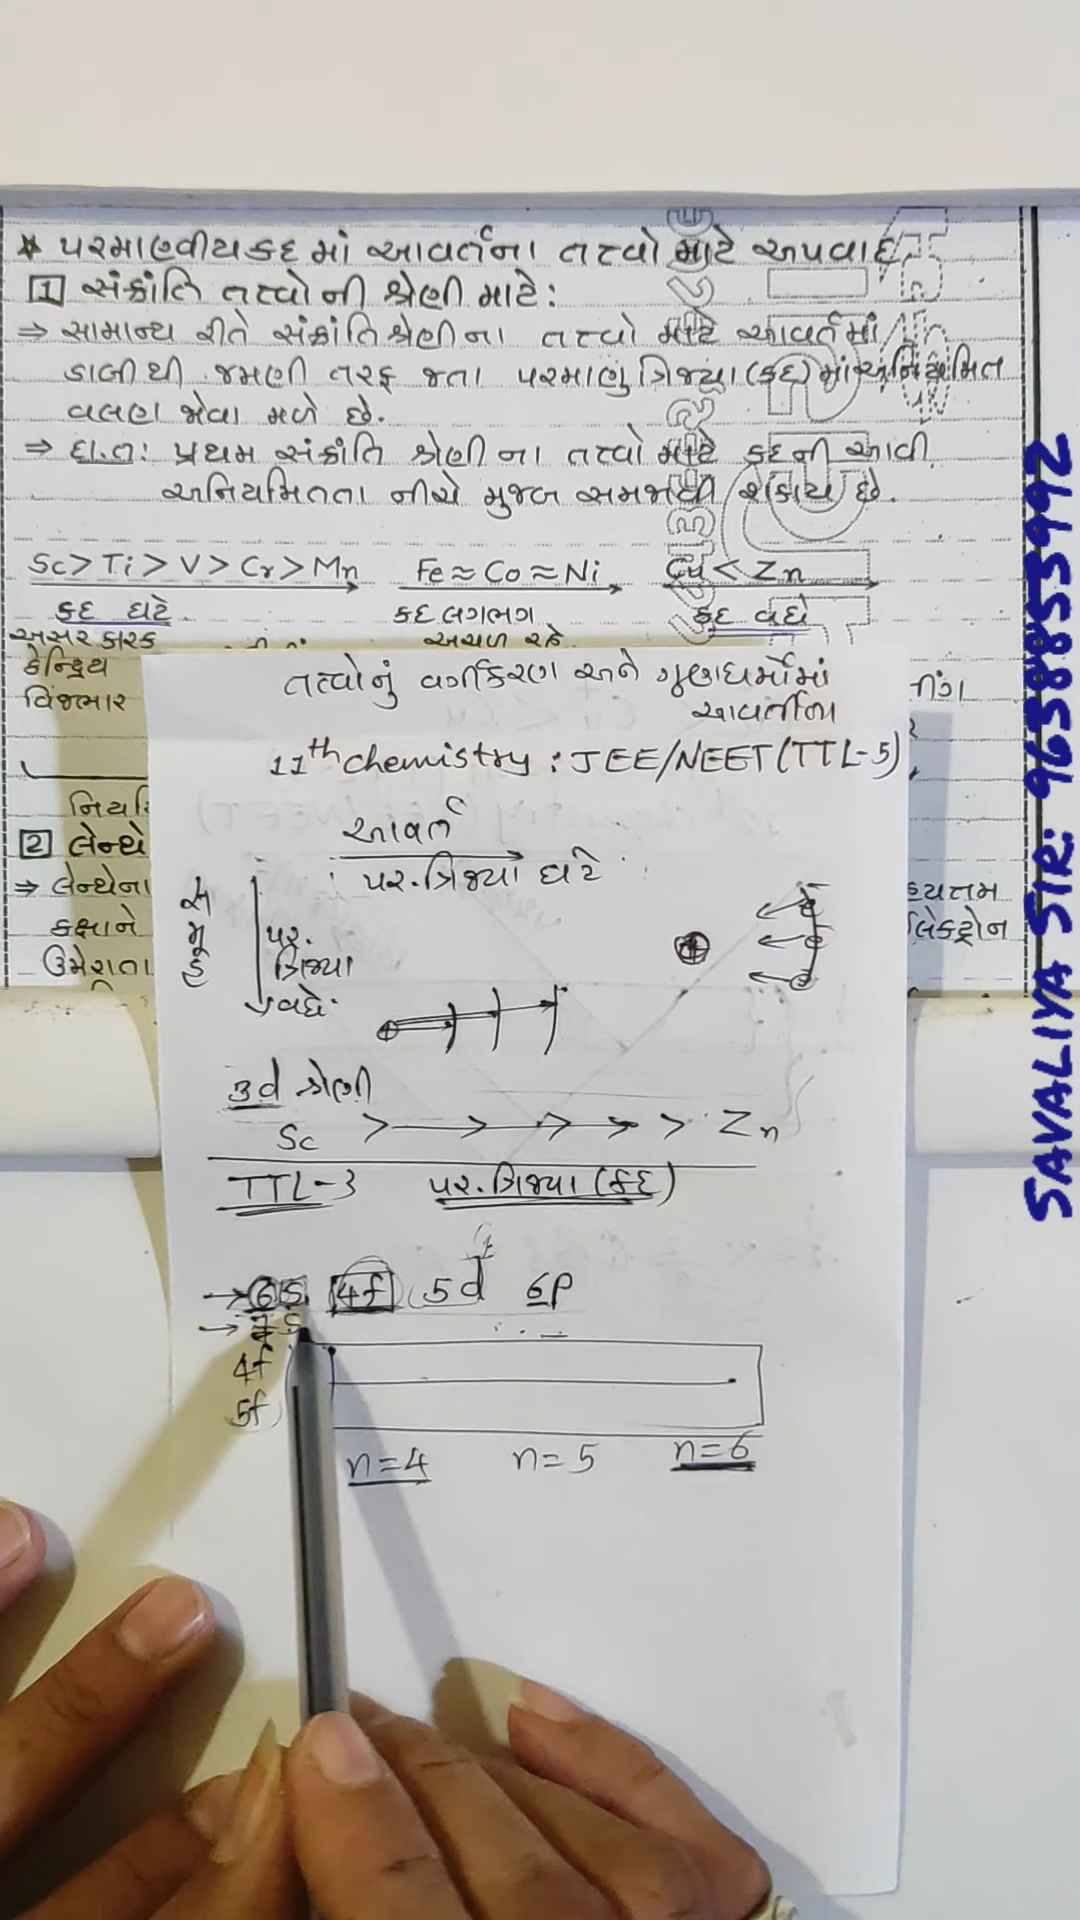 * પરમાણ્વીય કદ માં આવર્તના તત્વો માટે અપવાદ
1 સંક્રાંતિ તત્વો ની શ્રેણી માટે:
⇒ સામાન્ય રીતે સંક્રાંતિ શ્રેણી ના તત્વો માટે આવર્તમાં
ડાબી થી જમણી તરફ જતા પરમાણુ ત્રિજ્યા (કદ) માં અનિયમિત
વલણ જોવા મળે છે.
⇒ દા.ત: પ્રથમ સંક્રાંતિ શ્રેણી ના તત્વો માટે કદ ની આવી
અનિયમિતતા નીચે મુજબ સમજાવી શકાય છે.
Sc > Ti > V > Cr > Mn Fe ≈ Co ≈ Ni Cu < Zn
કદ ઘટે કદ લગભગ કદ વધે
અસરકારક અચળ રહે
કેન્દ્રિય
વિજભાર
તત્વોનું વર્ગીકરણ અને ગુણધર્મોમાં
આવર્તીતા
11th chemistry : JEE/NEET (TTL-5)
નિયમિ
આવર્ત
2 લેન્થે
પર. ત્રિજ્યા ઘટે
⇒ લેન્થેના
સમૂહ
કક્ષાને
પર.
ત્રિજ્યા
લેક્ટ્રોન
ઉમેરાતા
વધે
3d શ્રેણી
Sc > > > > > Zn
TTL-3 પર. ત્રિજ્યા (કદ)
→ 6s 4f 5d 6p
→ 7s
4f
5f
n=4 n=5 n=6
SAVALIYA SIR: 9638855992